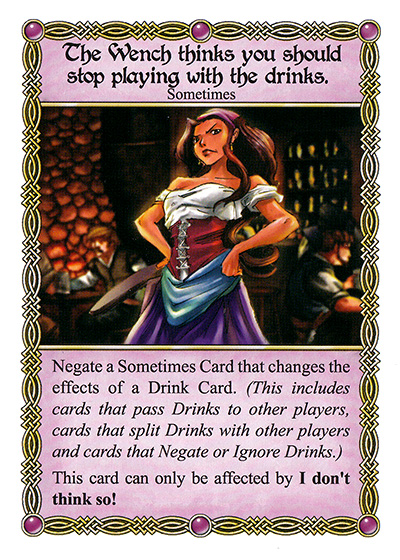 The Wench thinks you should
stop playing with the drinks.
Sometimes
Negate a Sometimes Card that changes the
effects of a Drink Card. (This includes
cards that pass Drinks to other players,
cards that split Drinks with other players
and cards that Negate or Ignore Drinks.)
This card can only be affected by I don't
think so!